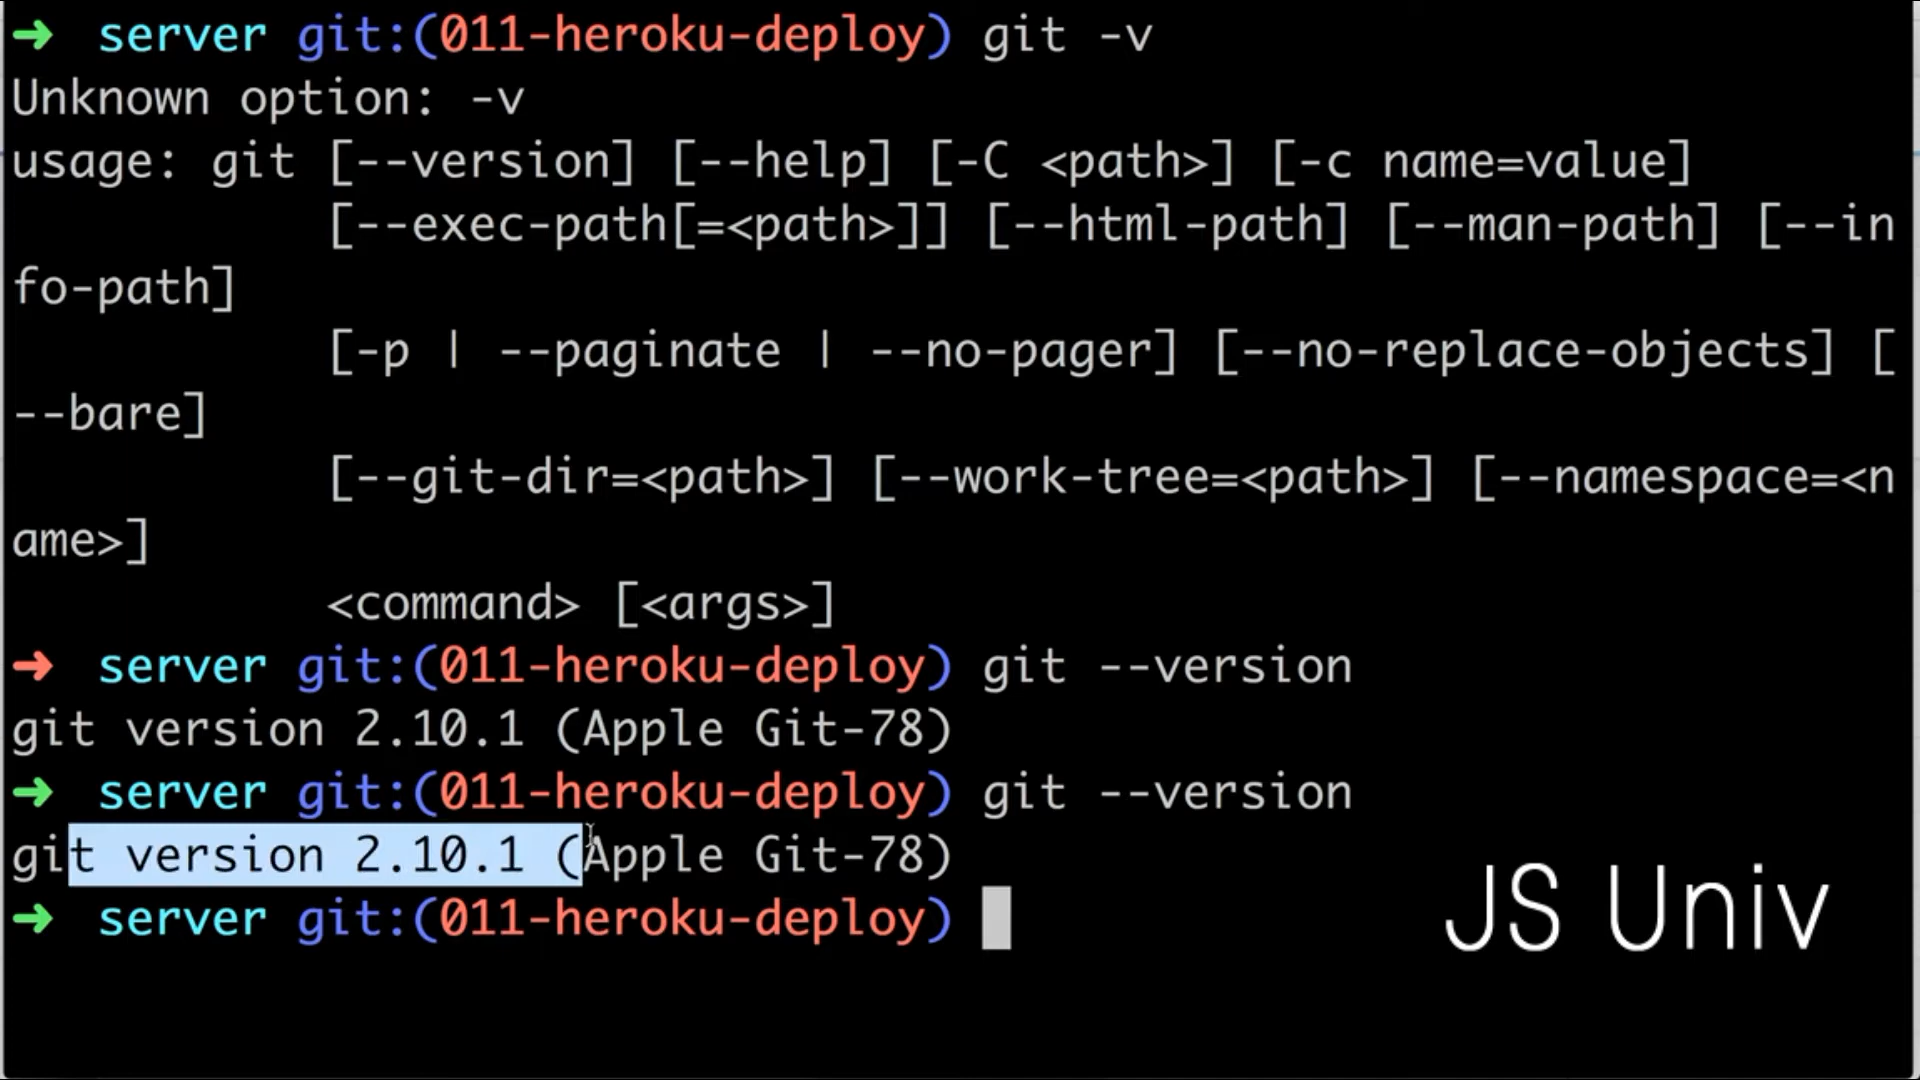 ➜  server git:(011-heroku-deploy) git -v
Unknown option: -v
usage: git [--version] [--help] [-C <path>] [-c name=value]
           [--exec-path[=<path>]] [--html-path] [--man-path] [--in
fo-path]
           [-p | --paginate | --no-pager] [--no-replace-objects] [
--bare]
           [--git-dir=<path>] [--work-tree=<path>] [--namespace=<n
ame>]
           <command> [<args>]
➜  server git:(011-heroku-deploy) git --version
git version 2.10.1 (Apple Git-78)
➜  server git:(011-heroku-deploy) git --version
git version 2.10.1 (Apple Git-78)
➜  server git:(011-heroku-deploy)
JS Univ